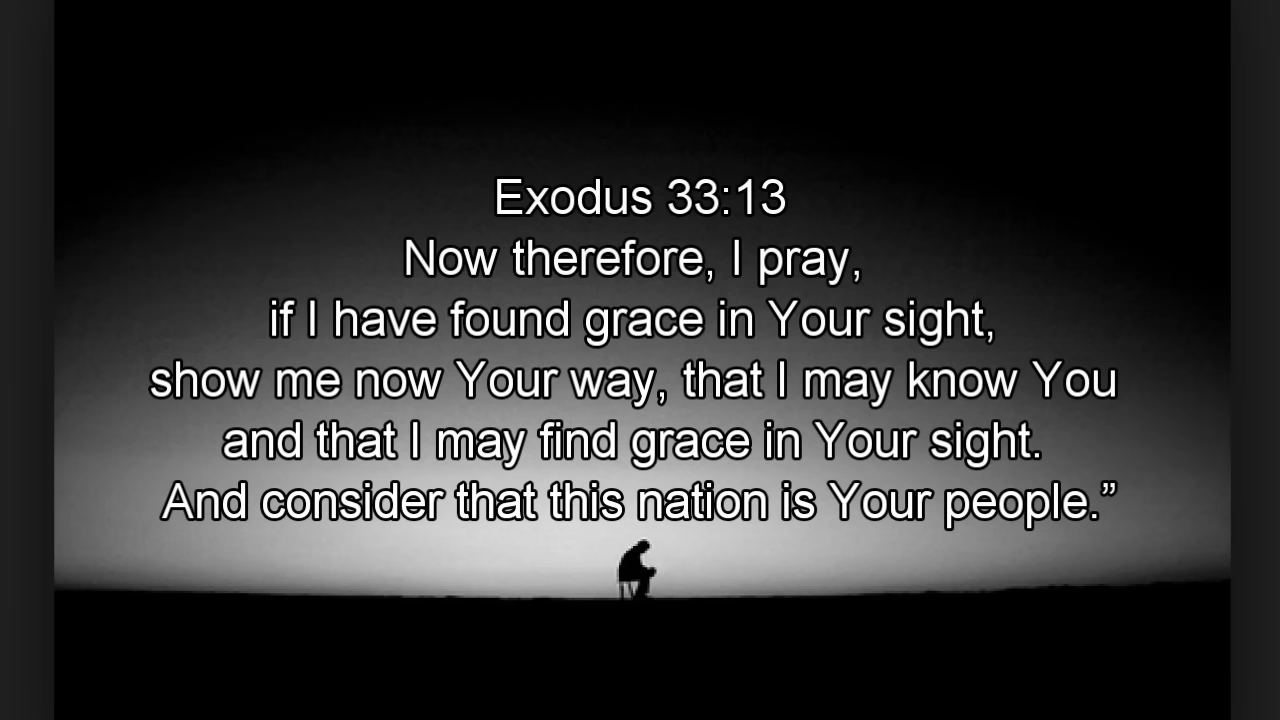 Exodus 33:13
Now therefore, I pray,
if I have found grace in Your sight,
show me now Your way, that I may know You
and that I may find grace in Your sight.
And consider that this nation is Your people.”